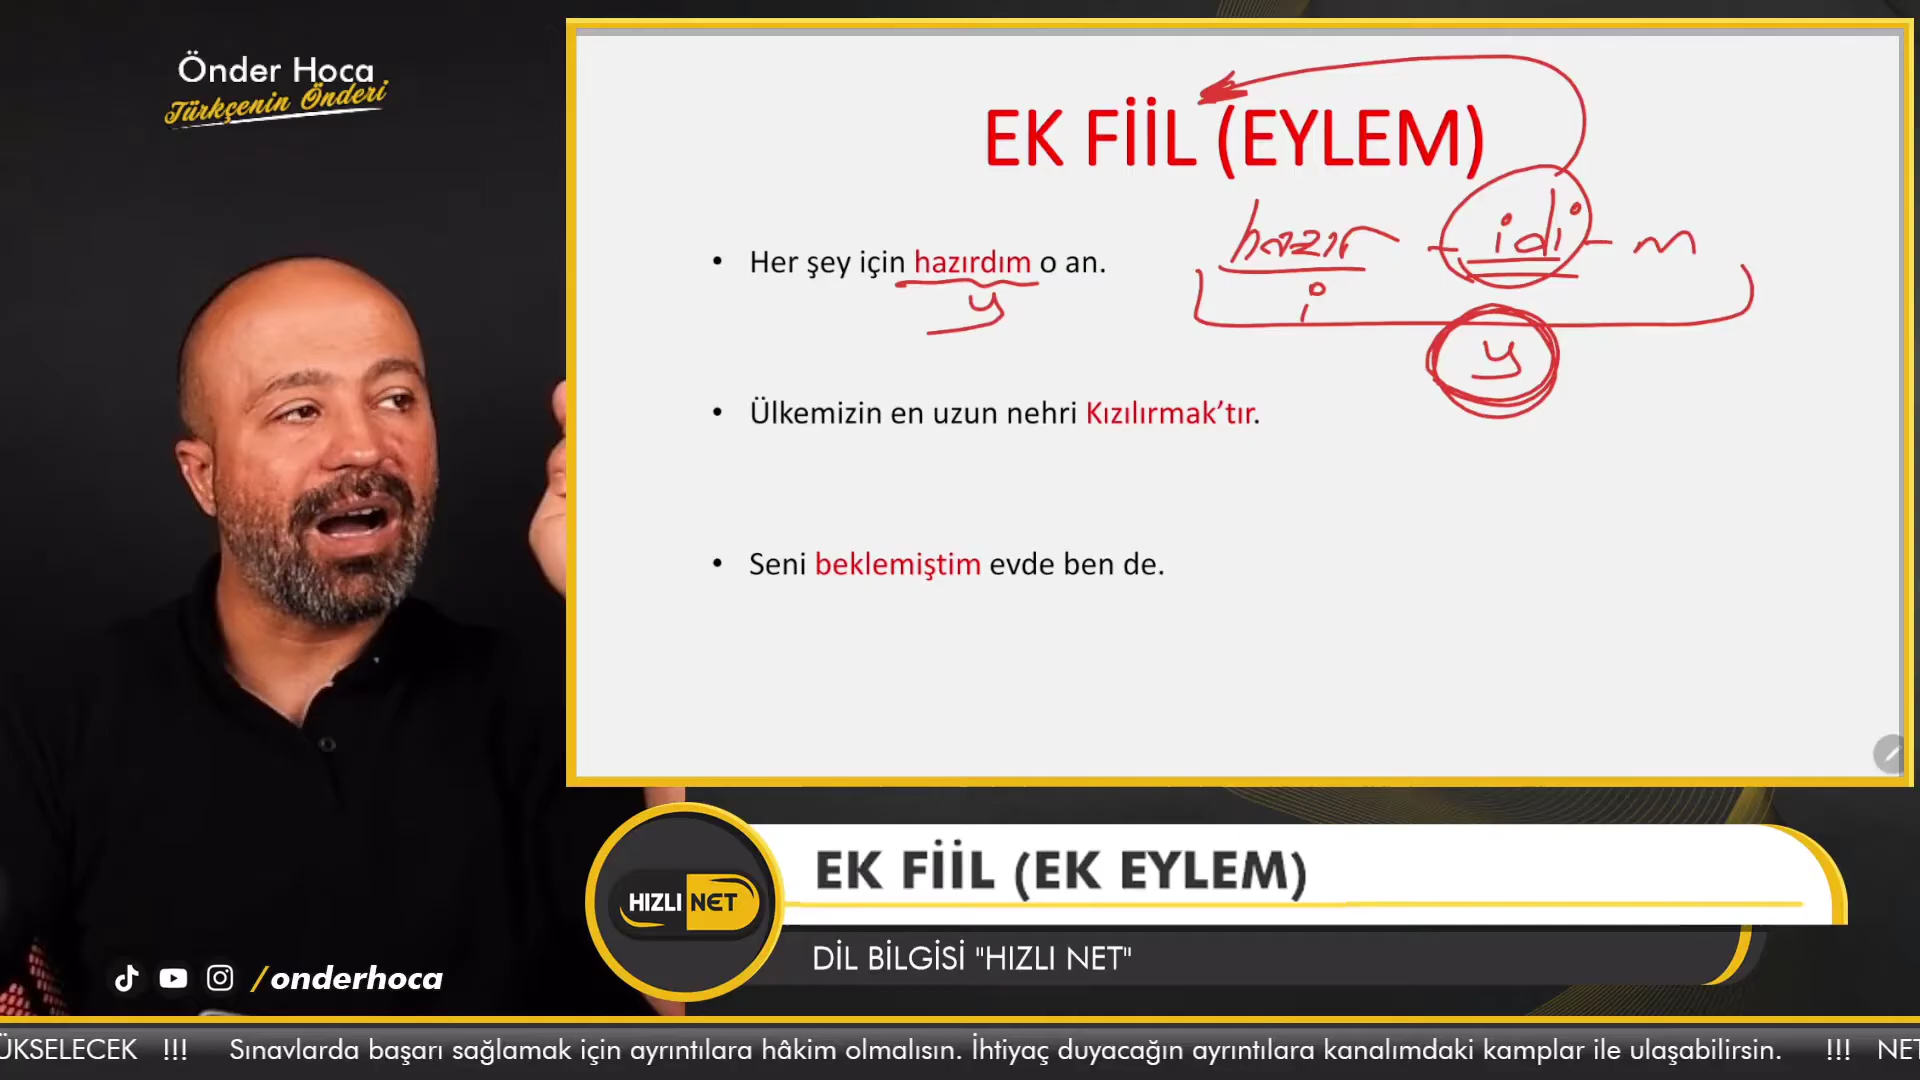 Önder Hoca
Türkçenin Önderi
EK FİİL (EYLEM)
hazır - idi - m
i
y
• Her şey için hazırdım o an.
y
• Ülkemizin en uzun nehri Kızılırmak’tır.
• Seni beklemiştim evde ben de.
HIZLI NET
EK FİİL (EK EYLEM)
DİL BİLGİSİ "HIZLI NET"
/onderhoca
ÜKSELECEK !!! Sınavlarda başarı sağlamak için ayrıntılara hâkim olmalısın. İhtiyaç duyacağın ayrıntılara kanalımdaki kamplar ile ulaşabilirsin. !!! NET